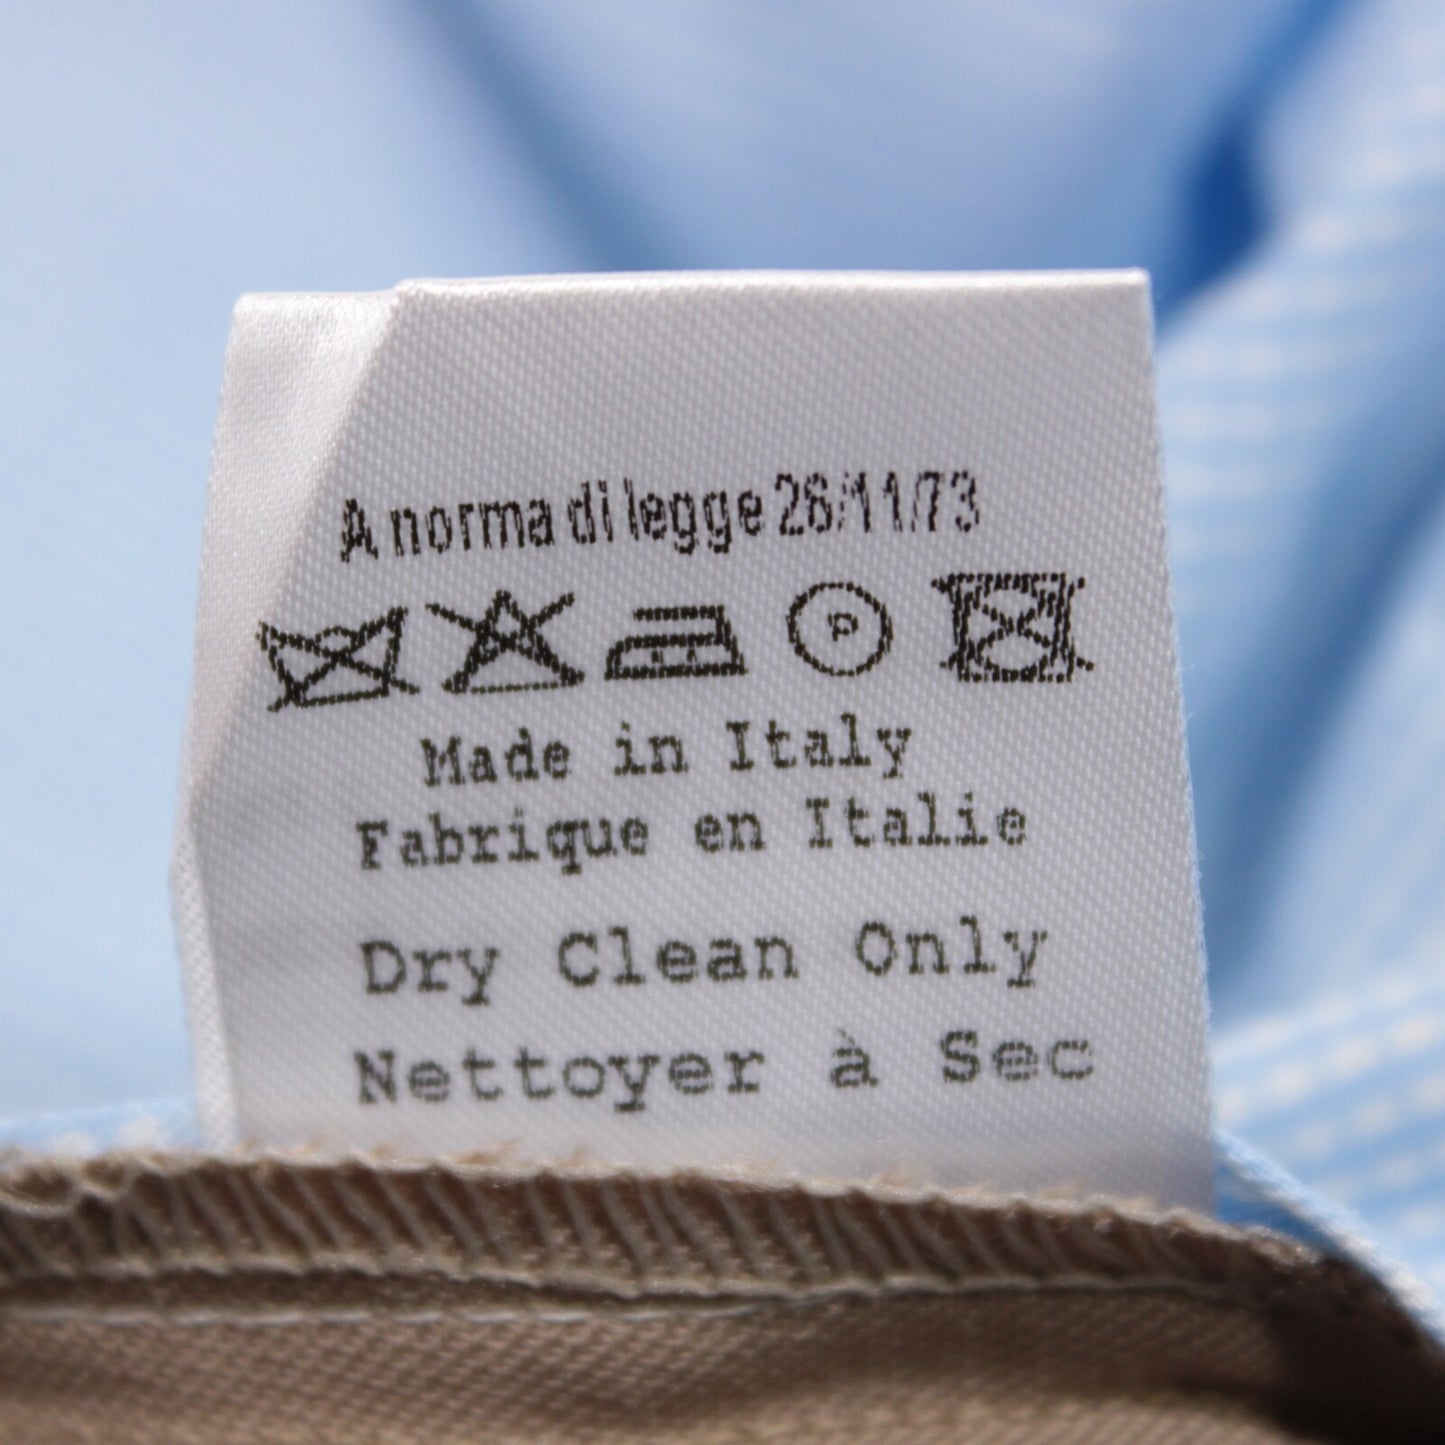 A norma di legge 26/11/73
P
Made in Italy
Fabrique en Italie
Dry Clean Only
Nettoyer à Sec